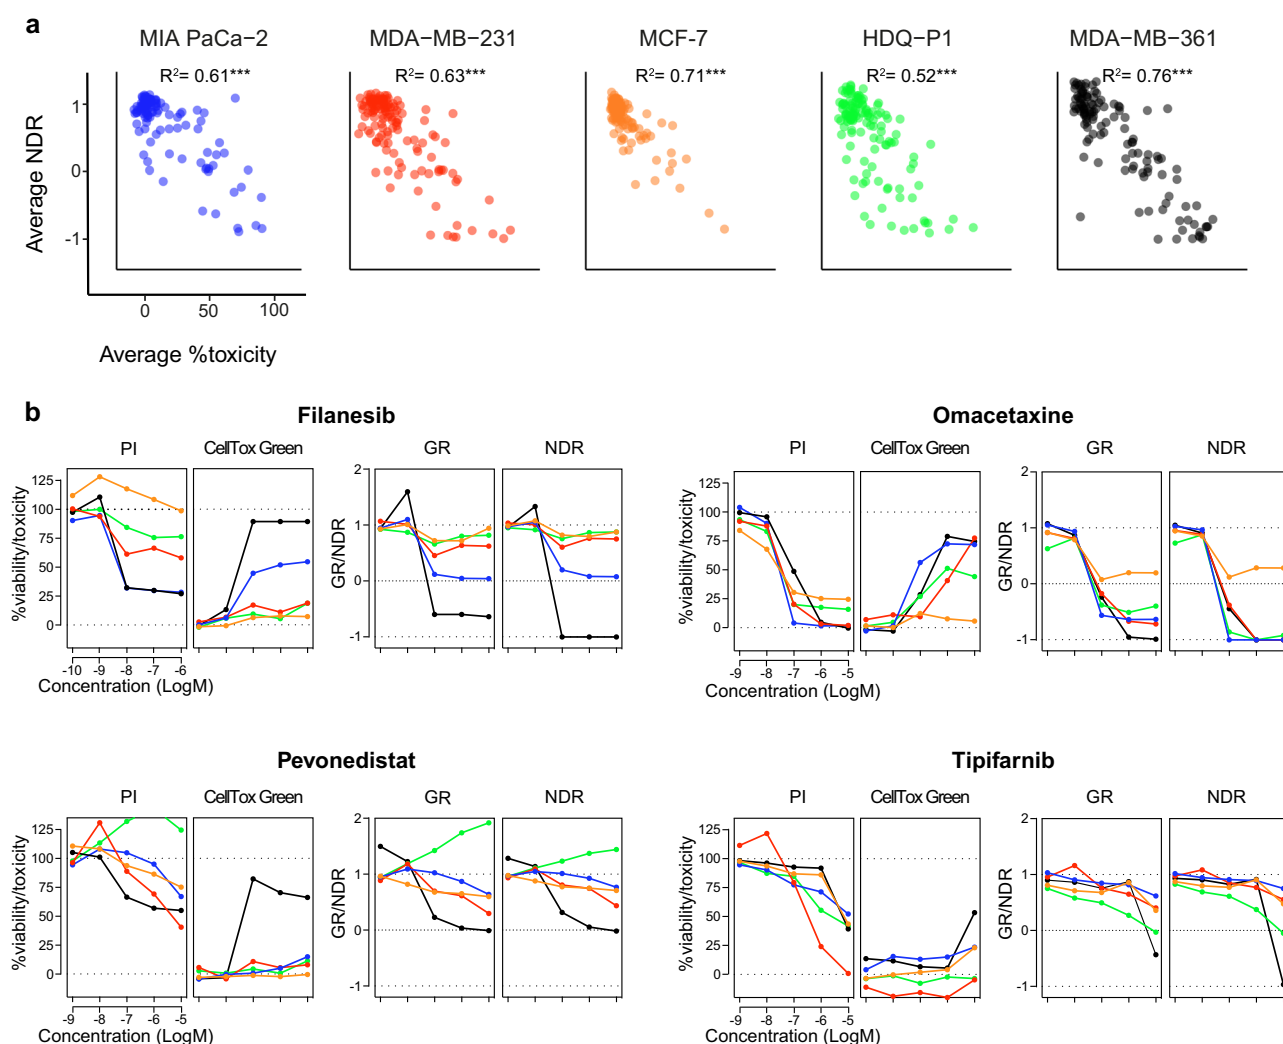 a
MIA PaCa−2 MDA−MB−231 MCF-7 HDQ−P1 MDA−MB−361
R²= 0.61*** R²= 0.63*** R²= 0.71*** R²= 0.52*** R²= 0.76***
Average NDR
1
0
-1
0 50 100
Average %toxicity
b
Filanesib
PI CellTox Green GR NDR
%viability/toxicity
125
100
75
50
25
0
-10 -9 -8 -7 -6
Concentration (LogM)
GR/NDR
2
1
0
-1
Omacetaxine
PI CellTox Green GR NDR
%viability/toxicity
125
100
75
50
25
0
-9 -8 -7 -6 -5
Concentration (LogM)
GR/NDR
2
1
0
-1
Pevonedistat
PI CellTox Green GR NDR
%viability/toxicity
125
100
75
50
25
0
-9 -8 -7 -6 -5
Concentration (LogM)
GR/NDR
2
1
0
-1
Tipifarnib
PI CellTox Green GR NDR
%viability/toxicity
125
100
75
50
25
0
-9 -8 -7 -6 -5
Concentration (LogM)
GR/NDR
2
1
0
-1